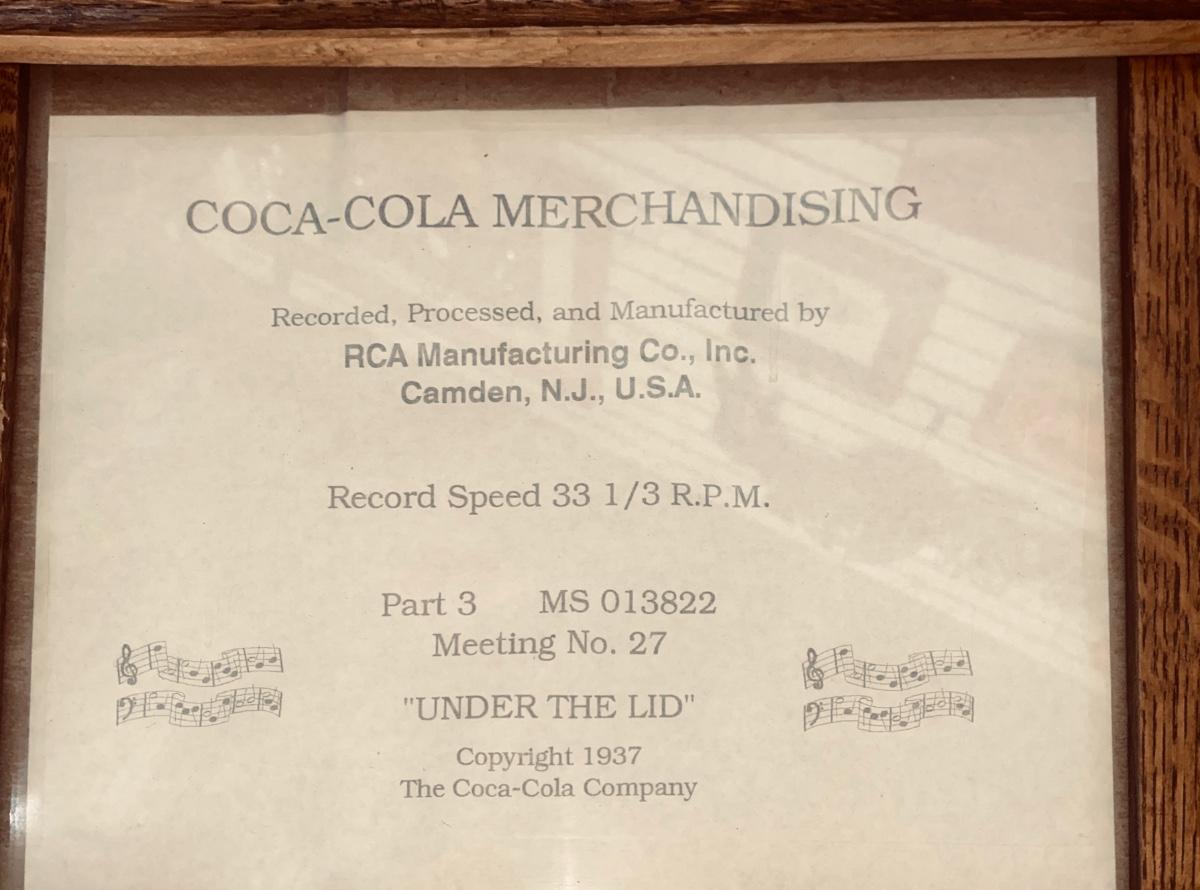 COCA-COLA MERCHANDISING
Recorded, Processed, and Manufactured by
RCA Manufacturing Co., Inc.
Camden, N.J., U.S.A.
Record Speed 33 1/3 R.P.M.
Part 3 MS 013822
Meeting No. 27
"UNDER THE LID"
Copyright 1937
The Coca-Cola Company